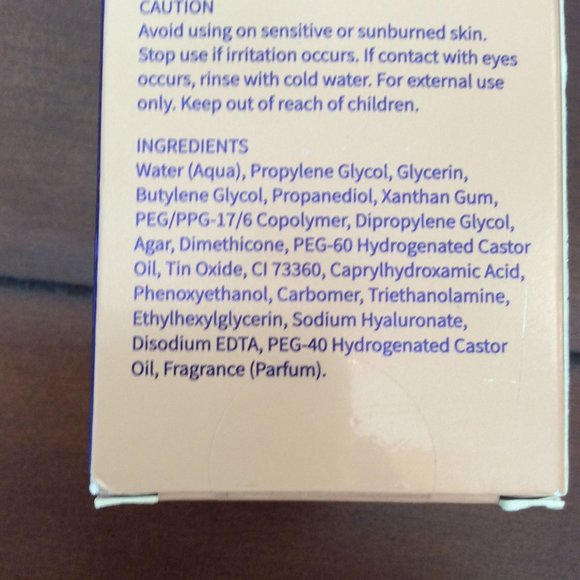 CAUTION
Avoid using on sensitive or sunburned skin.
Stop use if irritation occurs. If contact with eyes
occurs, rinse with cold water. For external use
only. Keep out of reach of children.
INGREDIENTS
Water (Aqua), Propylene Glycol, Glycerin,
Butylene Glycol, Propanediol, Xanthan Gum,
PEG/PPG-17/6 Copolymer, Dipropylene Glycol,
Agar, Dimethicone, PEG-60 Hydrogenated Castor
Oil, Tin Oxide, CI 73360, Caprylhydroxamic Acid,
Phenoxyethanol, Carbomer, Triethanolamine,
Ethylhexylglycerin, Sodium Hyaluronate,
Disodium EDTA, PEG-40 Hydrogenated Castor
Oil, Fragrance (Parfum).